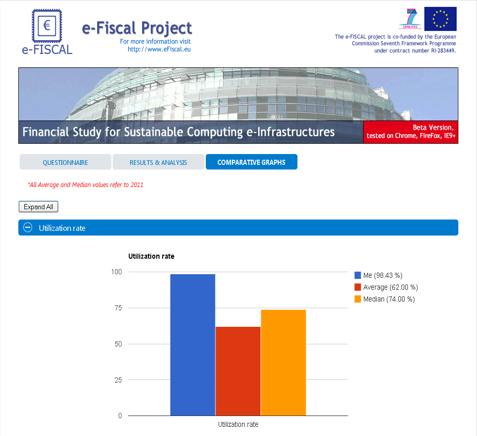 e-FISCAL
e-Fiscal Project
For more information visit
http://www.efiscal.eu
The e-FISCAL project is co-funded by the European
Commission Seventh Framework Programme
under contract number RI-283449.
Financial Study for Sustainable Computing e-Infrastructures
Beta Version,
tested on Chrome, FireFox, IE9+
QUESTIONNAIRE
RESULTS & ANALYSIS
COMPARATIVE GRAPHS
*All Average and Median values refer to 2011
Expand All
Utilization rate
Utilization rate
100
75
50
25
0
Me (98.43 %)
Average (62.00 %)
Median (74.00 %)
Utilization rate